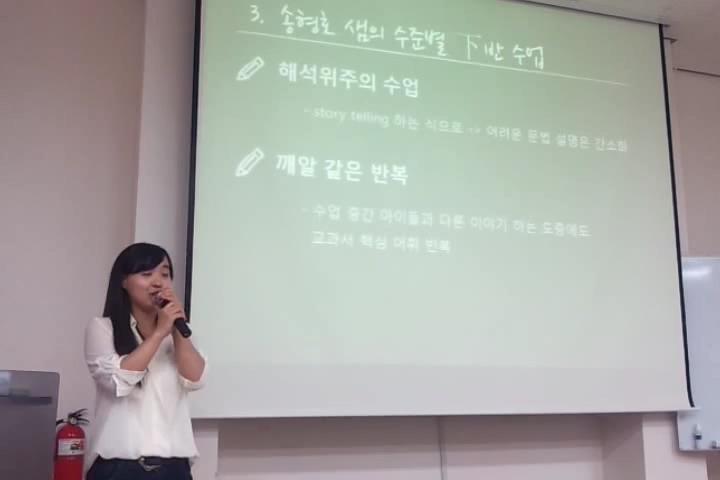 3. 송형호 샘의 수준별 下반 수업
해석위주의 수업
- story telling 하는 식으로 -> 어려운 문법 설명은 간소화
깨알 같은 반복
- 수업 중간 아이들과 다른 이야기 하는 도중에도
교과서 핵심 어휘 반복